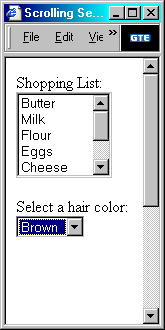 Scrolling Se...
File Edit Vie » GTE
Shopping List:
Butter
Milk
Flour
Eggs
Cheese
Select a hair color:
Brown